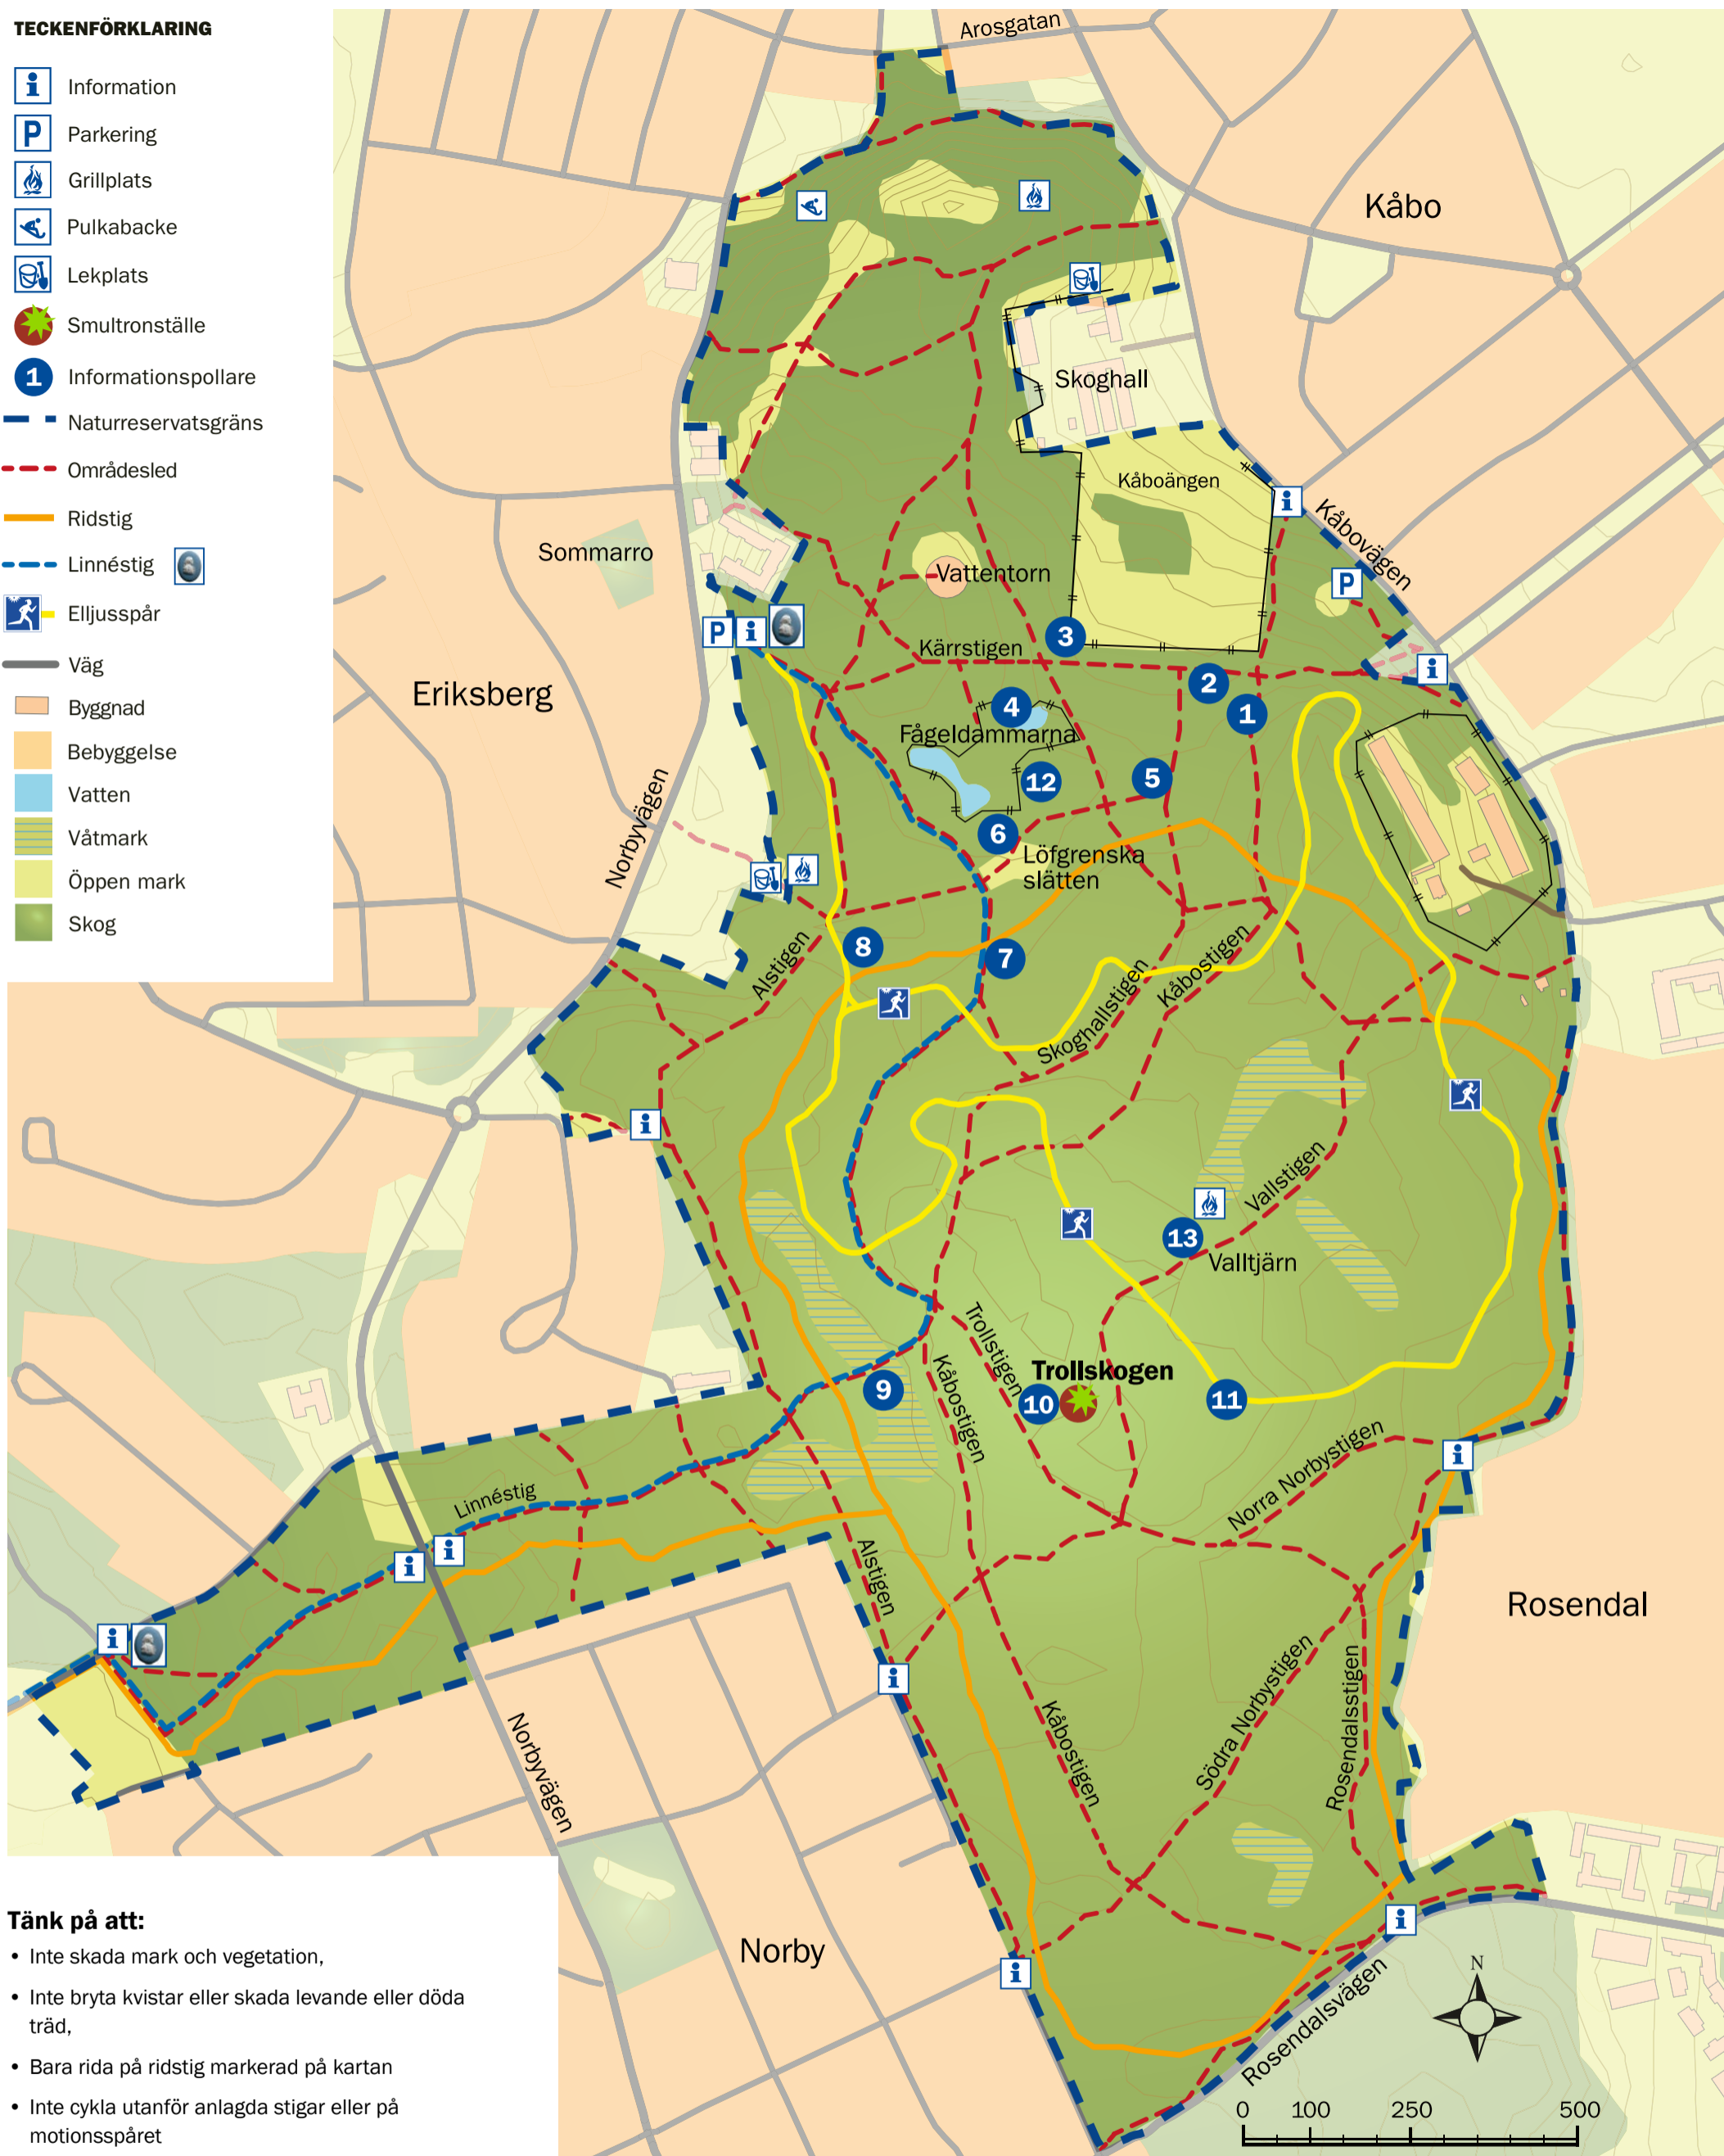 TECKENFÖRKLARING
Information
P Parkering
Grillplats
Pulkabacke
Lekplats
Smultronställe
1 Informationspollare
Naturreservatsgräns
Områdesled
Ridstig
Linnéstig
Elljusspår
Väg
Byggnad
Bebyggelse
Vatten
Våtmark
Öppen mark
Skog
Arosgatan
Kåbo
Skoghall
Kåboängen
Kåbovägen
Sommarro
Vattentorn
P
P
3
Kärrstigen
Eriksberg
2
4
1
Fågeldammarna
12
5
Norbyvägen
6
Löfgrenska
slätten
8
7
Alstigen
Skoghallstigen
Kåbostigen
Vallstigen
13
Valltjärn
Trollstigen
Trollskogen
Kåbostigen
9
10
11
Norra Norbystigen
Linnéstig
Alstigen
Rosendal
Södra Norbystigen
Rosendalsstigen
Kåbostigen
Norbyvägen
Norby
Rosendalsvägen
N
0 100 250 500
Tänk på att:
• Inte skada mark och vegetation,
• Inte bryta kvistar eller skada levande eller döda
träd,
• Bara rida på ridstig markerad på kartan
• Inte cykla utanför anlagda stigar eller på
motionsspåret